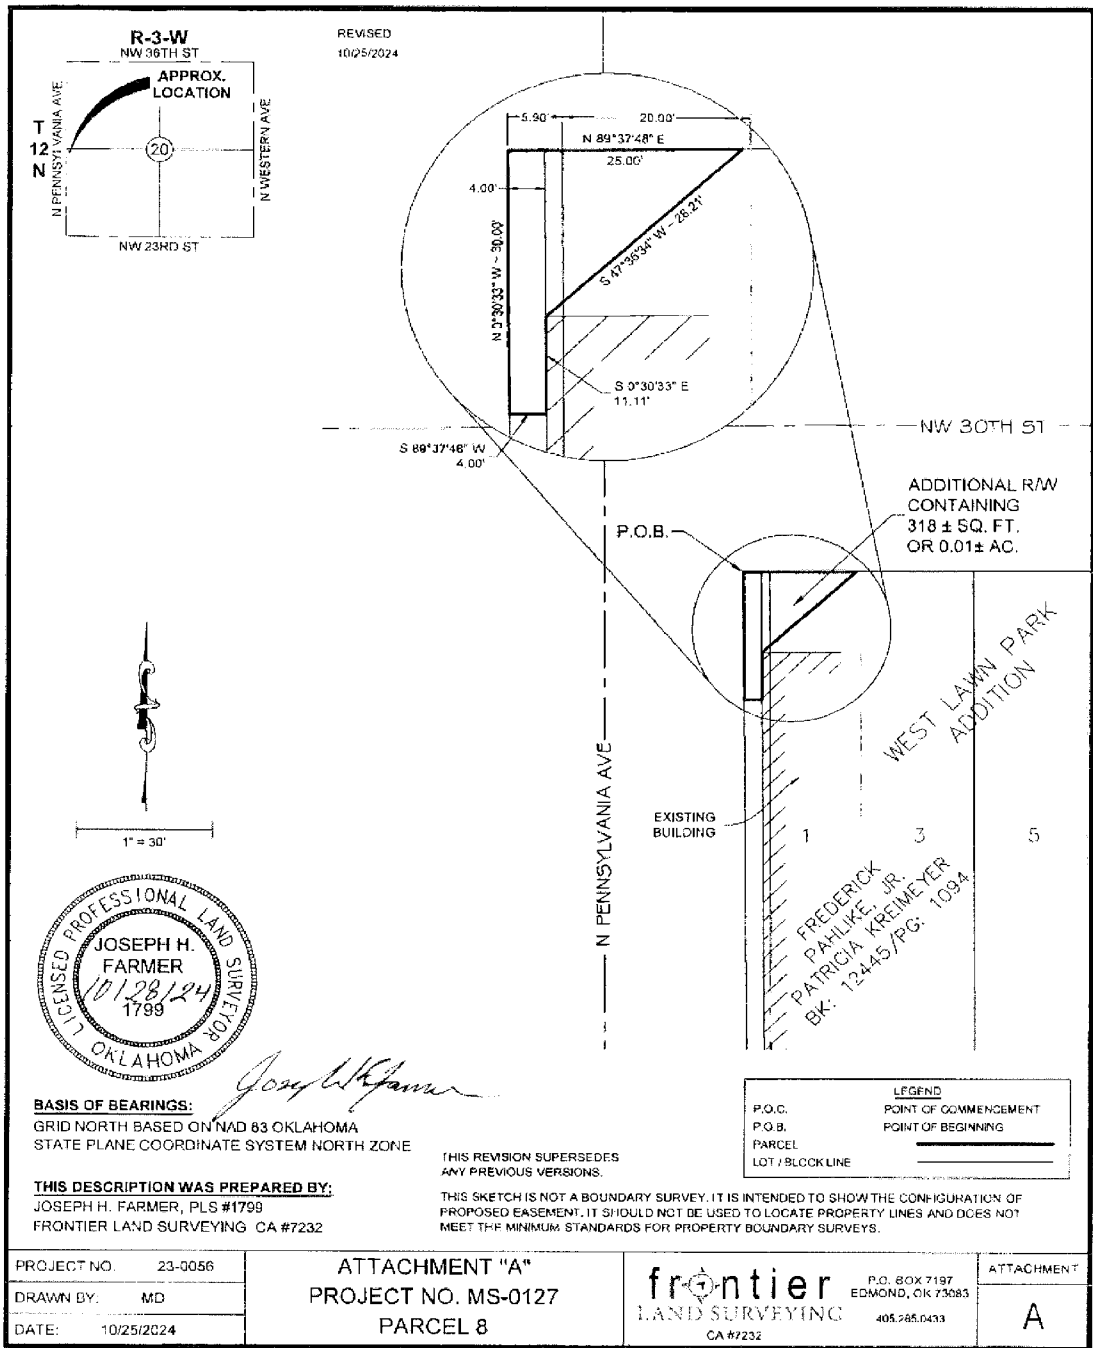 R-3-W
NW 36TH ST
APPROX.
LOCATION
N PENNSYLVANIA AVE
T
12
N
20
N WESTERN AVE
NW 23RD ST
REVISED
10/25/2024
5.90'
20.00'
N 89°37'48" E
25.00'
4.00'
N 0°30'33" W ~ 30.00'
S 47°36'34" W ~ 28.21'
S 0°30'33" E
11.11'
S 89°37'48" W
4.00'
NW 30TH ST
ADDITIONAL R/W
CONTAINING
318 ± SQ. FT.
OR 0.01± AC.
P.O.B.
WEST LAWN PARK
ADDITION
N PENNSYLVANIA AVE
EXISTING
BUILDING
1
3
5
FREDERICK
PAHLIKE, JR.
PATRICIA KREIMEYER
BK: 12445/PG: 1094
1" = 30'
LICENSED PROFESSIONAL LAND SURVEYOR
JOSEPH H.
FARMER
10/28/24
1799
OKLAHOMA
Joseph H Farmer
BASIS OF BEARINGS:
GRID NORTH BASED ON NAD 83 OKLAHOMA
STATE PLANE COORDINATE SYSTEM NORTH ZONE
THIS DESCRIPTION WAS PREPARED BY:
JOSEPH H. FARMER, PLS #1799
FRONTIER LAND SURVEYING CA #7232
LEGEND
P.O.C. POINT OF COMMENCEMENT
P.O.B. POINT OF BEGINNING
PARCEL
LOT / BLOCK LINE
THIS REVISION SUPERSEDES
ANY PREVIOUS VERSIONS.
THIS SKETCH IS NOT A BOUNDARY SURVEY. IT IS INTENDED TO SHOW THE CONFIGURATION OF
PROPOSED EASEMENT. IT SHOULD NOT BE USED TO LOCATE PROPERTY LINES AND DOES NOT
MEET THE MINIMUM STANDARDS FOR PROPERTY BOUNDARY SURVEYS.
PROJECT NO. 23-0056
DRAWN BY: MD
DATE: 10/25/2024
ATTACHMENT "A"
PROJECT NO. MS-0127
PARCEL 8
frontier
LAND SURVEYING
CA #7232
P.O. BOX 7197
EDMOND, OK 73083
405.285.0433
ATTACHMENT
A